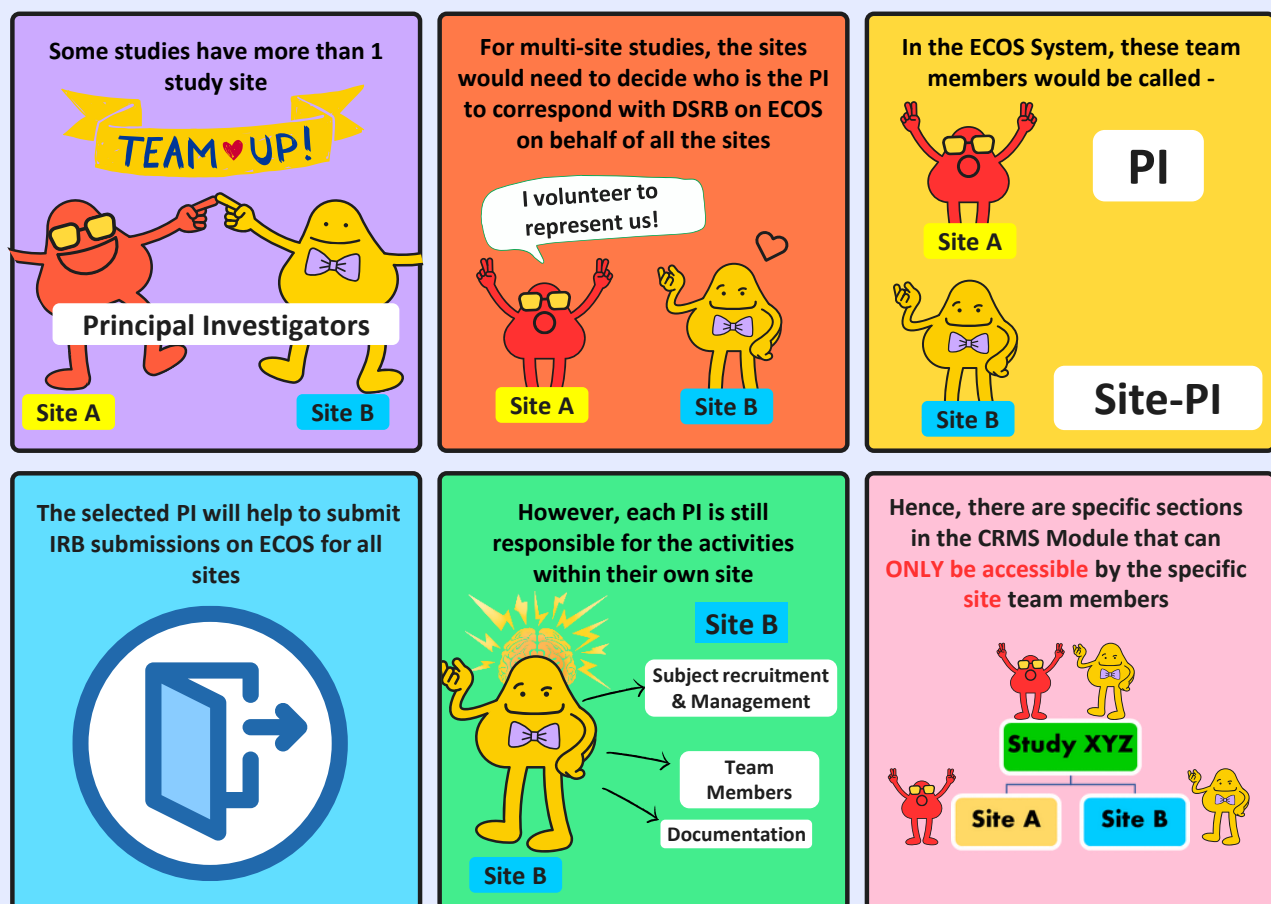 Some studies have more than 1
study site
TEAM UP!
Principal Investigators
Site A
Site B
For multi-site studies, the sites
would need to decide who is the PI
to correspond with DSRB on ECOS
on behalf of all the sites
I volunteer to
represent us!
Site A
Site B
In the ECOS System, these team
members would be called -
PI
Site A
Site-PI
Site B
The selected PI will help to submit
IRB submissions on ECOS for all
sites
However, each PI is still
responsible for the activities
within their own site
Site B
Subject recruitment
& Management
Team
Members
Documentation
Site B
Hence, there are specific sections
in the CRMS Module that can
ONLY be accessible by the specific
site team members
Study XYZ
Site A
Site B